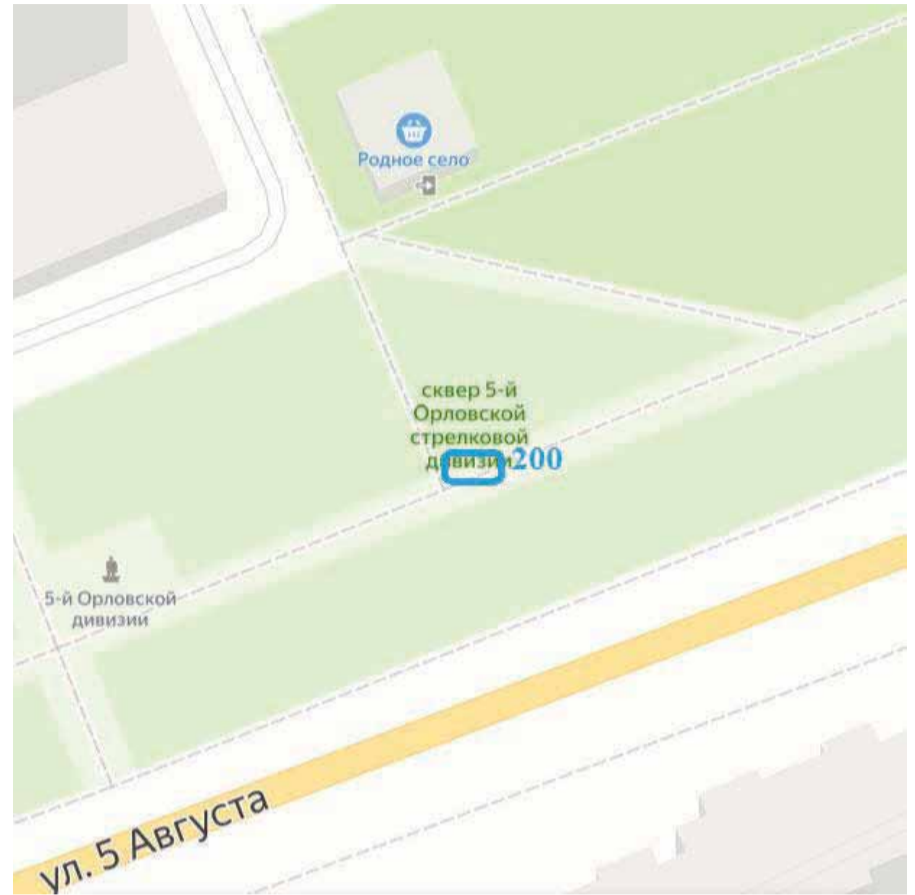 Родное село
сквер 5-й
Орловской
стрелковой
дивизии
200
5-й Орловской
дивизии
ул. 5 Августа